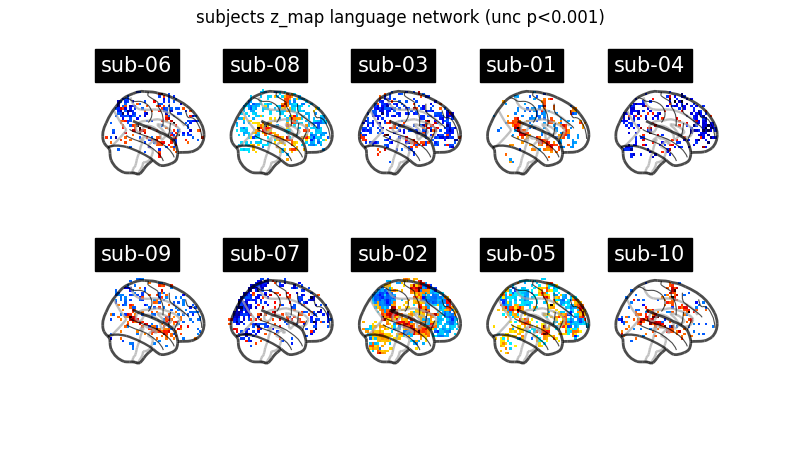 subjects z_map language network (unc p<0.001)
sub-06 sub-08 sub-03 sub-01 sub-04
sub-09 sub-07 sub-02 sub-05 sub-10